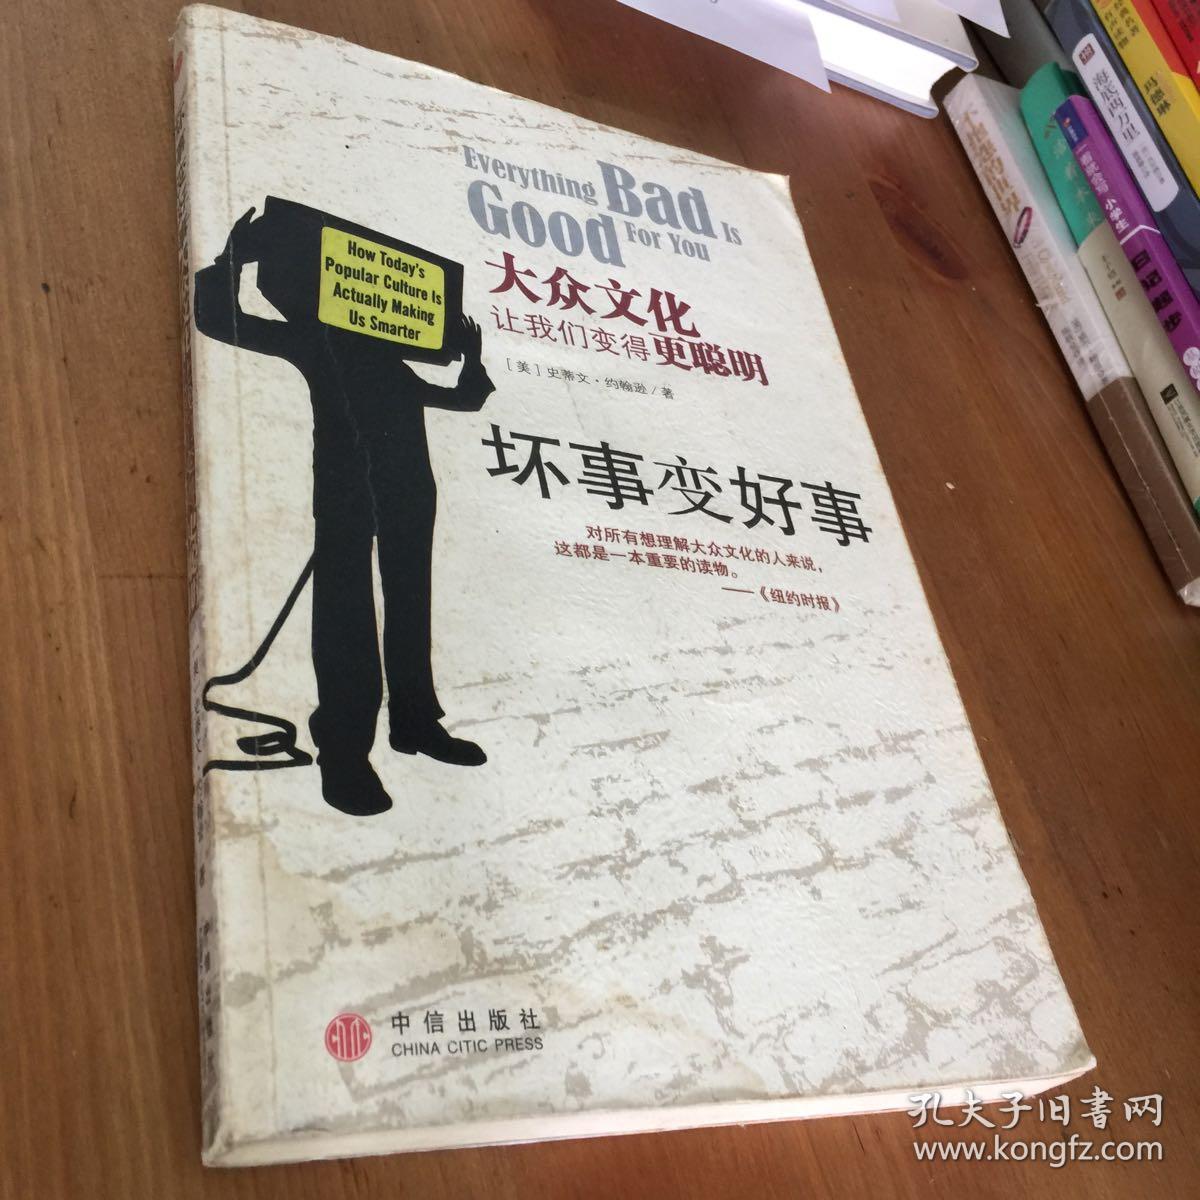 Everything Bad Is
Good For You
How Today's
Popular Culture Is
Actually Making
Us Smarter
大众文化
让我们变得更聪明
[美] 史蒂文·约翰逊/著
坏事变好事
对所有想理解大众文化的人来说，
这都是一本重要的读物。
——《纽约时报》
中信出版社
CHINA CITIC PRESS
海底两万里
玛德琳
小学生
孔夫子旧书网
www.kongfz.com